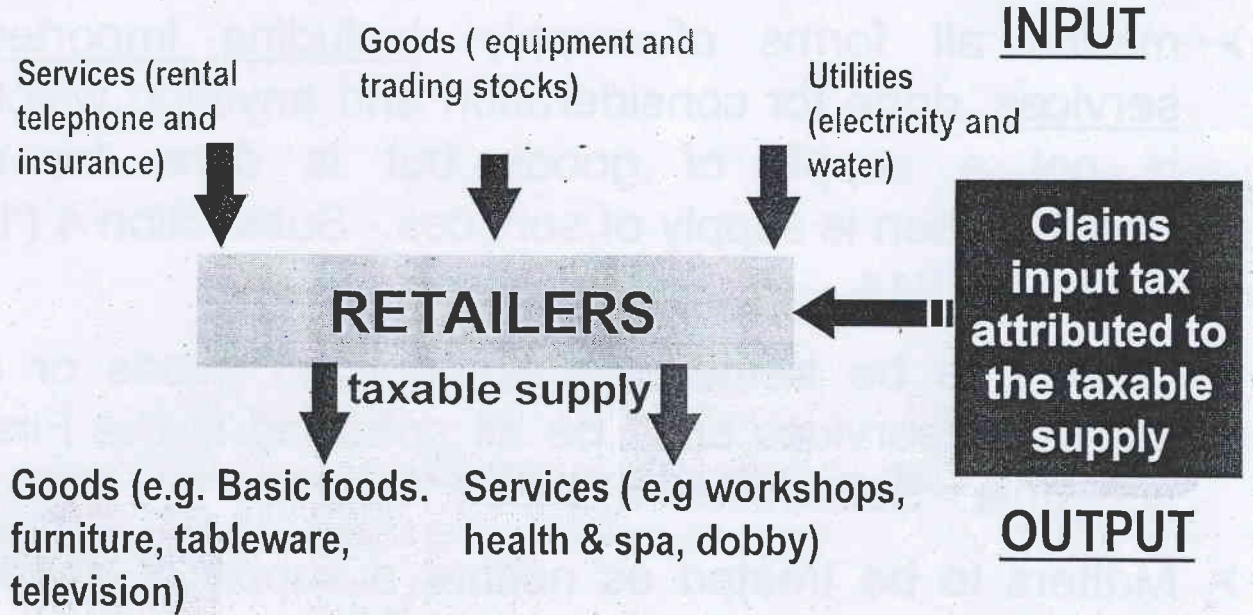 INPUT
Services (rental
telephone and
insurance)
Goods ( equipment and
trading stocks)
Utilities
(electricity and
water)
RETAILERS
Claims
input tax
attributed to
the taxable
supply
taxable supply
Goods (e.g. Basic foods.
furniture, tableware,
television)
Services ( e.g workshops,
health & spa, dobby)
OUTPUT